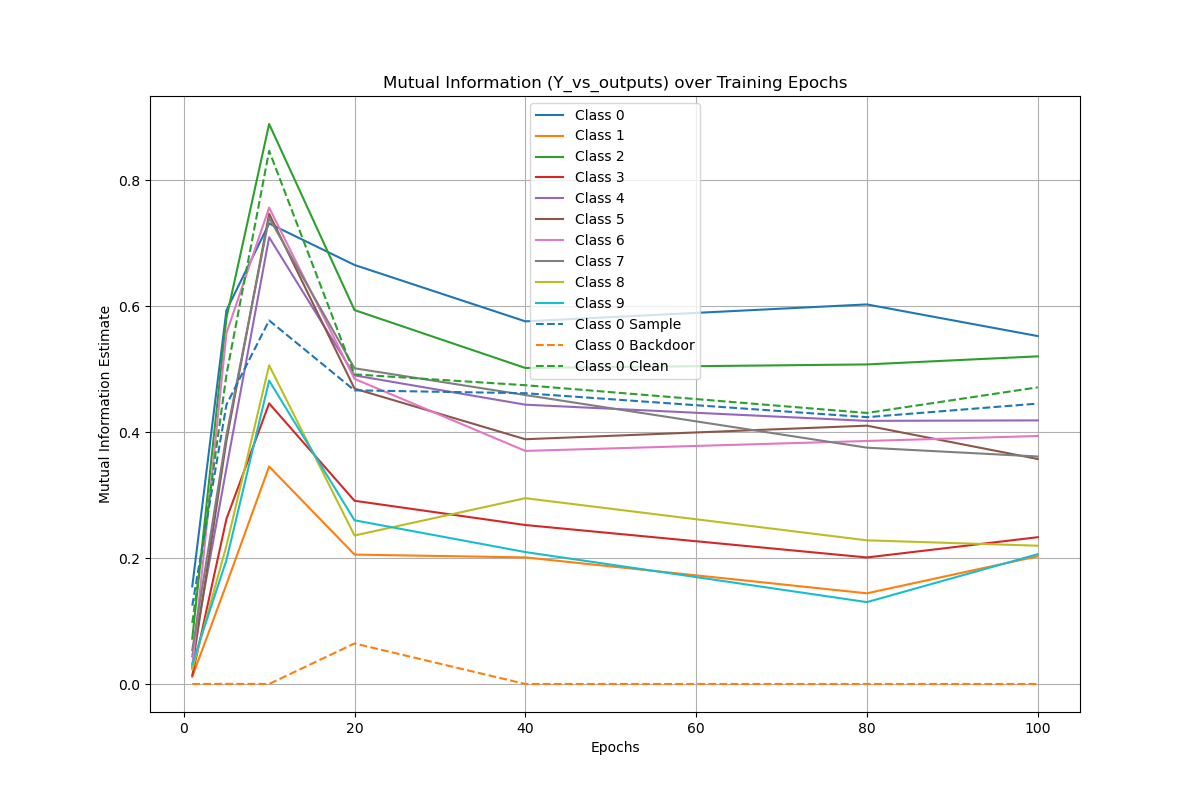 Mutual Information (Y_vs_outputs) over Training Epochs
Mutual Information Estimate
0.8
0.6
0.4
0.2
0.0
Class 0
Class 1
Class 2
Class 3
Class 4
Class 5
Class 6
Class 7
Class 8
Class 9
Class 0 Sample
Class 0 Backdoor
Class 0 Clean
0 20 40 60 80 100
Epochs